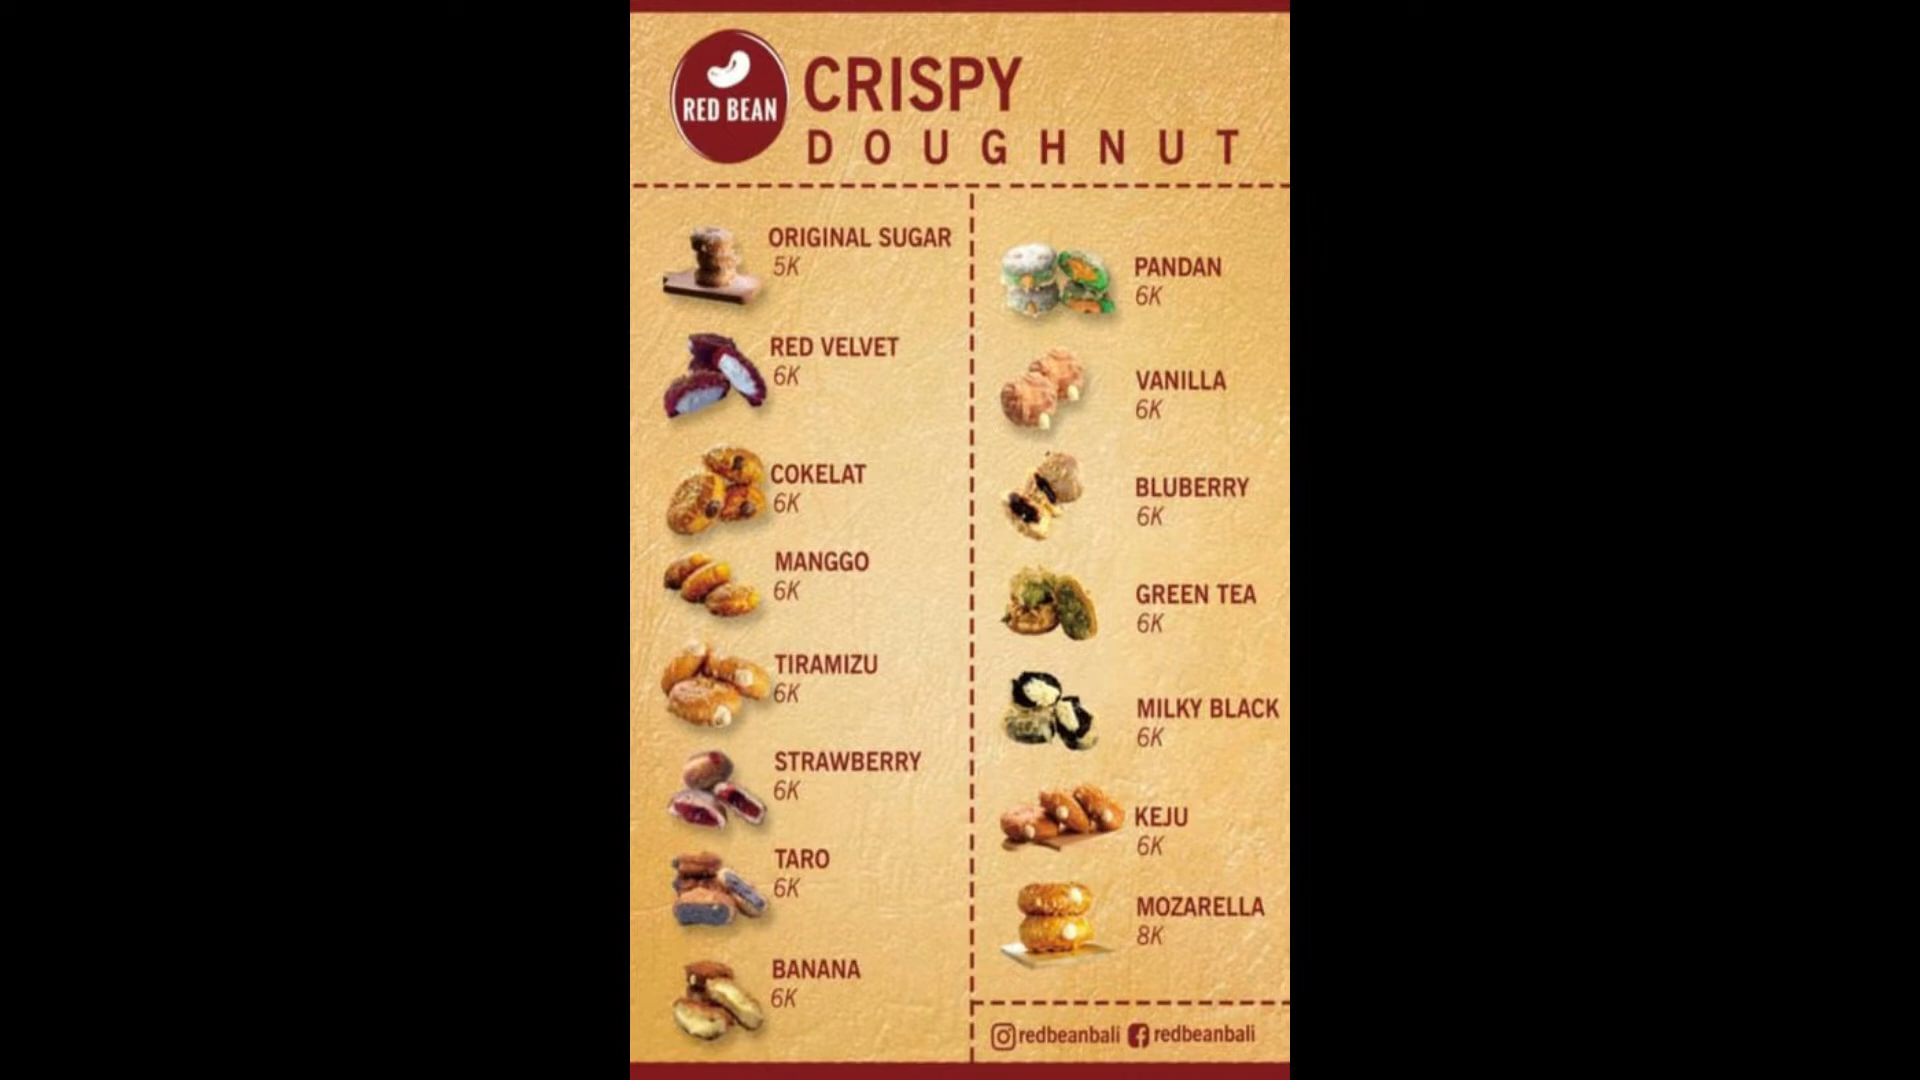 RED BEAN
CRISPY
DOUGHNUT
ORIGINAL SUGAR
5K
RED VELVET
6K
COKELAT
6K
MANGGO
6K
TIRAMIZU
6K
STRAWBERRY
6K
TARO
6K
BANANA
6K
PANDAN
6K
VANILLA
6K
BLUBERRY
6K
GREEN TEA
6K
MILKY BLACK
6K
KEJU
6K
MOZARELLA
8K
redbeanbali redbeanbali